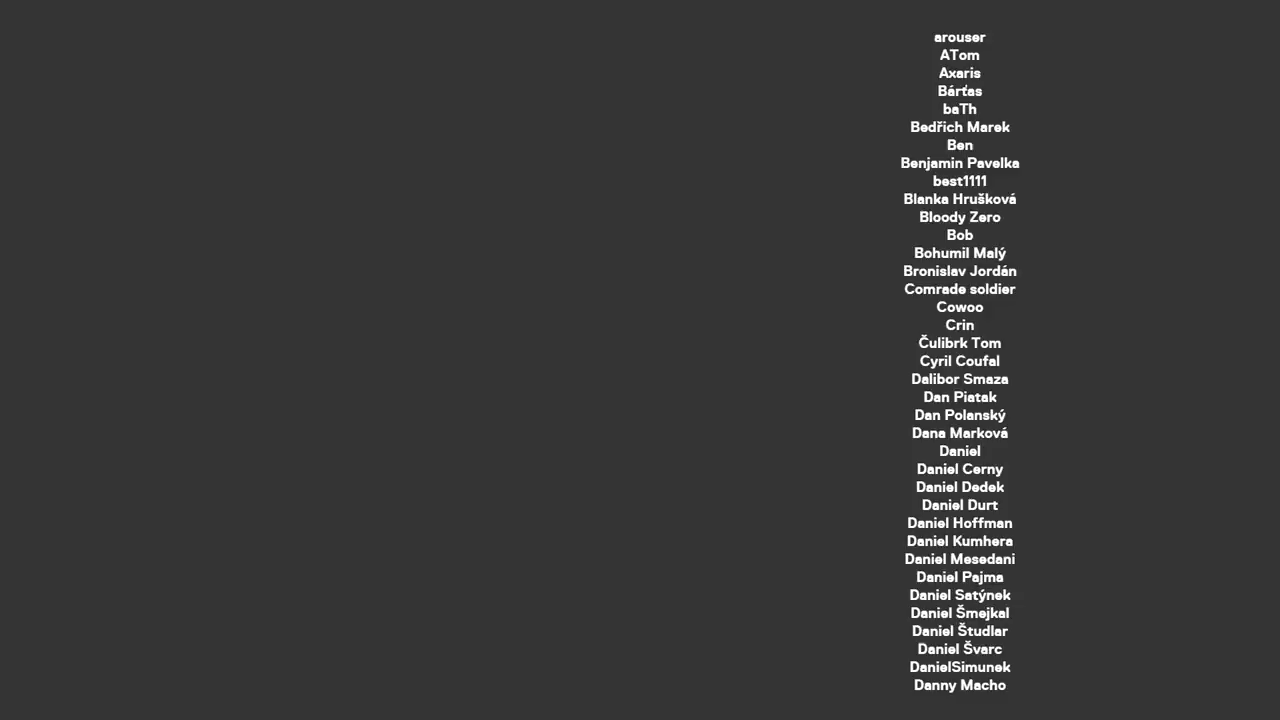 arouser
ATom
Axaris
Bárťas
baTh
Bedřich Marek
Ben
Benjamin Pavelka
best1111
Blanka Hrušková
Bloody Zero
Bob
Bohumil Malý
Bronislav Jordán
Comrade soldier
Cowoo
Crin
Čulibrk Tom
Cyril Coufal
Dalibor Smaza
Dan Piatak
Dan Polanský
Dana Marková
Daniel
Daniel Cerny
Daniel Dedek
Daniel Durt
Daniel Hoffman
Daniel Kumhera
Daniel Mesedani
Daniel Pajma
Daniel Satýnek
Daniel Šmejkal
Daniel Študlar
Daniel Švarc
DanielSimunek
Danny Macho